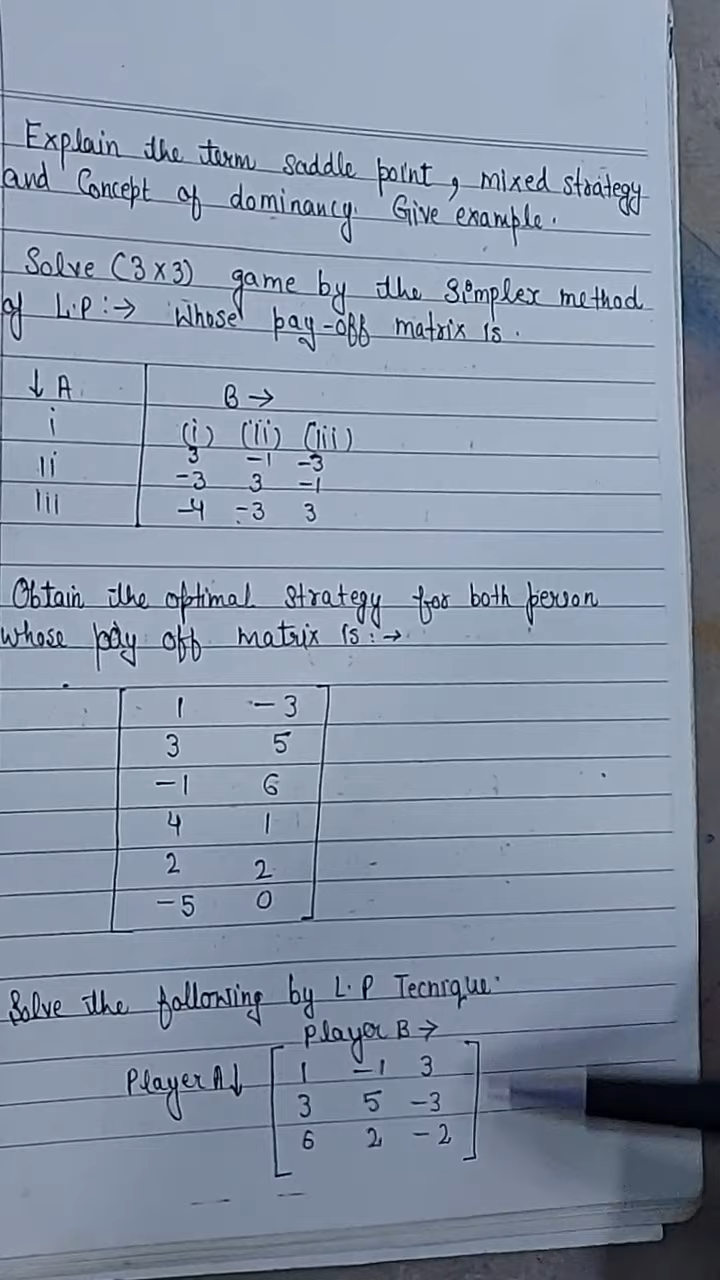 Explain the term saddle point, mixed strategy
and Concept of dominancy. Give example.
Solve (3×3) game by the Simplex method
of L.P:→ Whose pay-off matrix is.
↓ A B →
i (i) (ii) (iii)
3 -1 -3
ii -3 3 -1
iii -4 -3 3
Obtain the optimal strategy for both person
whose pay off matrix is:→
1 -3
3 5
-1 6
4 1
2 2
-5 0
Solve the following by L.P Tecnique.
Player B →
Player A↓ 1 -1 3
3 5 -3
6 2 -2